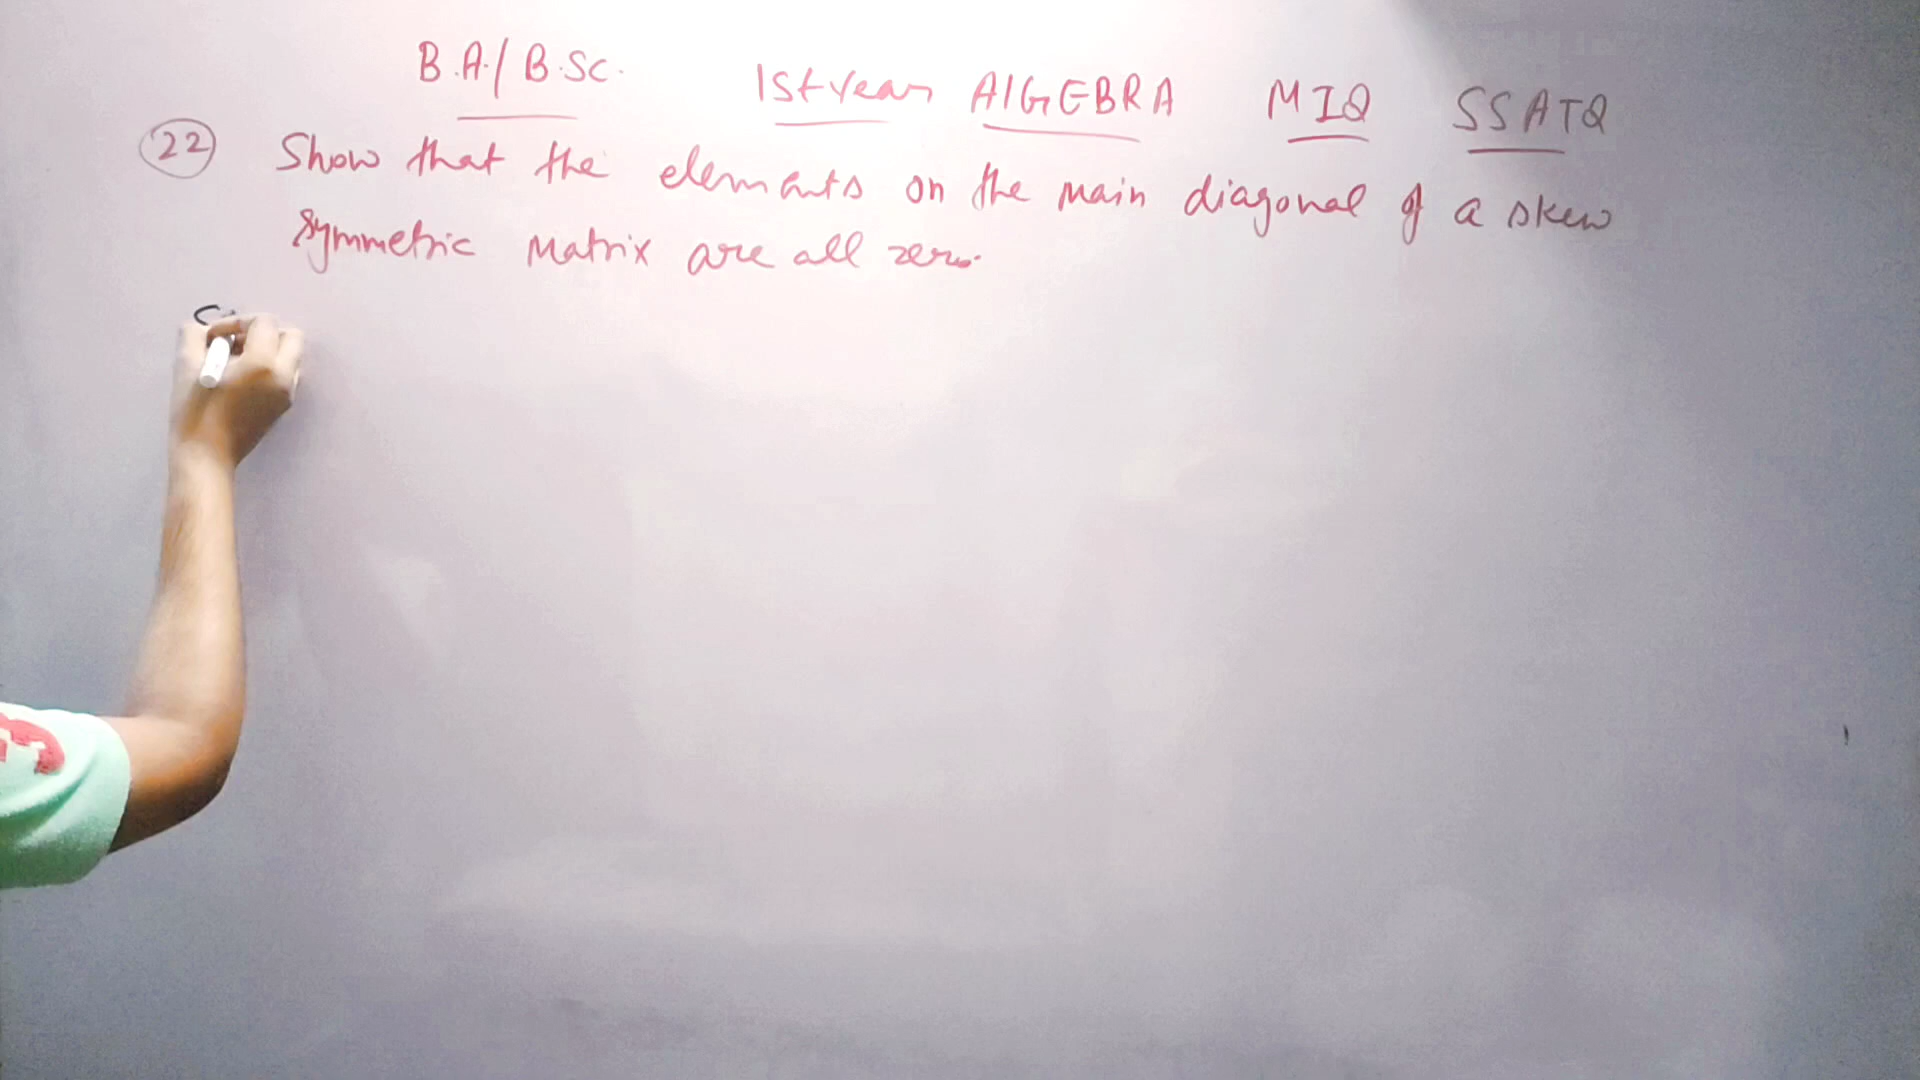 B.A./B.Sc. 1st year AlGEBRA MIQ SSATQ
22 Show that the elements on the main diagonal of a skew
symmetric Matrix are all zero.